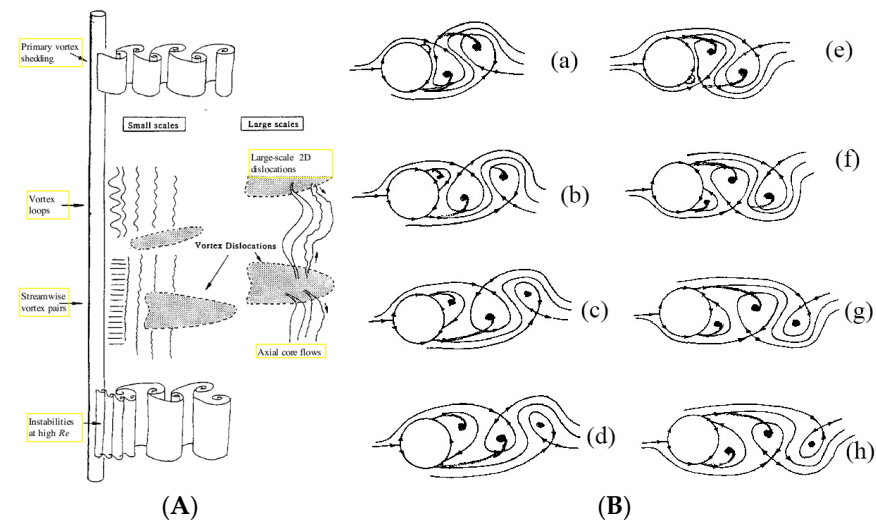 Primary vortex
shedding
Small scales
Large scales
Large-scale 2D
dislocations
Vortex
loops
Vortex Dislocations
Streamwise
vortex pairs
Axial core flows
Instabilities
at high Re
(A)
(a)
(b)
(c)
(d)
(e)
(f)
(g)
(h)
(B)